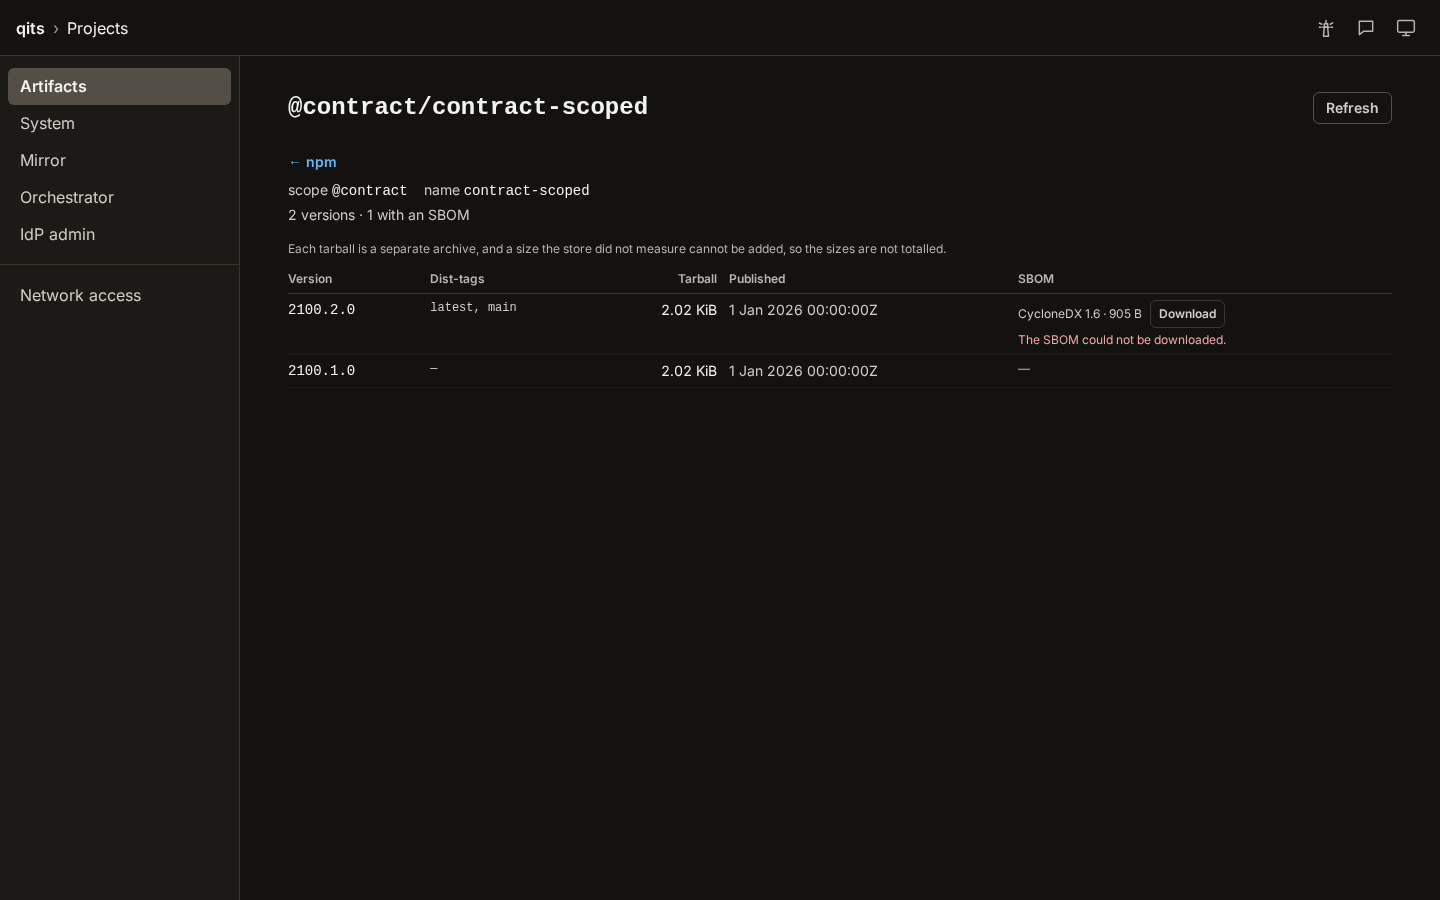 qits › Projects
Artifacts
System
Mirror
Orchestrator
IdP admin
Network access
@contract/contract-scoped
Refresh
← npm
scope @contract name contract-scoped
2 versions · 1 with an SBOM
Each tarball is a separate archive, and a size the store did not measure cannot be added, so the sizes are not totalled.
Version Dist-tags Tarball Published SBOM
2100.2.0 latest, main 2.02 KiB 1 Jan 2026 00:00:00Z CycloneDX 1.6 · 905 B Download
The SBOM could not be downloaded.
2100.1.0 — 2.02 KiB 1 Jan 2026 00:00:00Z —